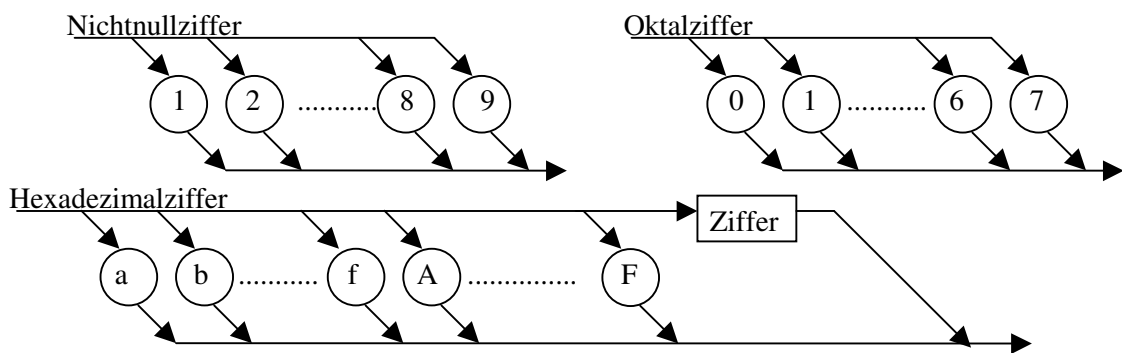 Nichtnullziffer Oktalziffer
1 2 ........... 8 9 0 1 ........... 6 7
Hexadezimalziffer
Ziffer
a b ........... f A ............... F